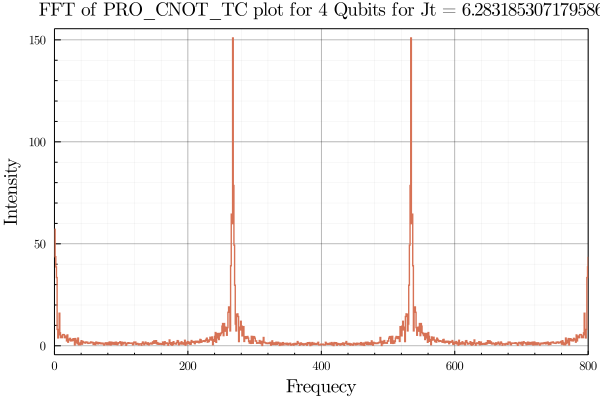 FFT of PRO_CNOT_TC plot for 4 Qubits for Jt = 6.283185307179586
150
100
50
0
Intensity
0 200 400 600 800
Frequecy